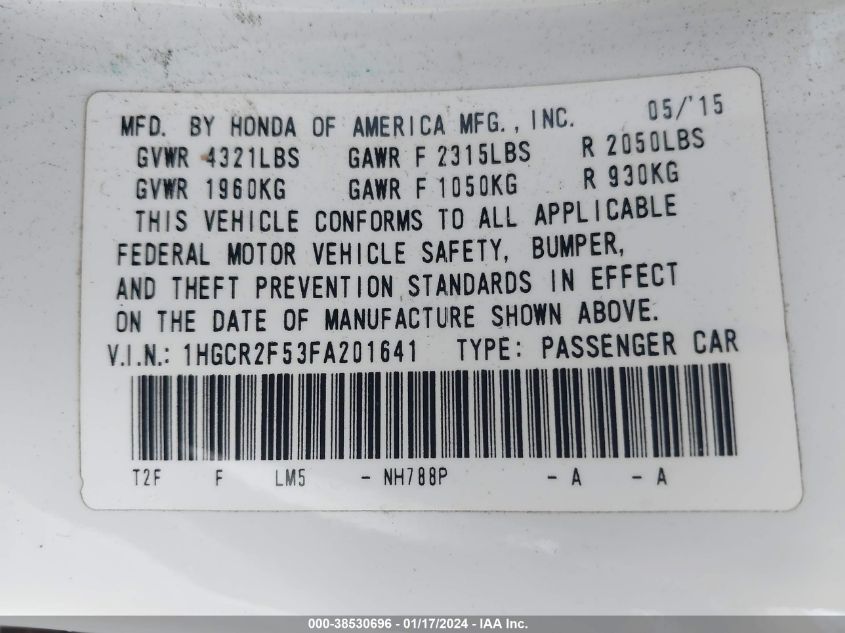 MFD. BY HONDA OF AMERICA MFG., INC. 05/'15
GVWR 4321LBS GAWR F 2315LBS R 2050LBS
GVWR 1960KG GAWR F 1050KG R 930KG
THIS VEHICLE CONFORMS TO ALL APPLICABLE
FEDERAL MOTOR VEHICLE SAFETY, BUMPER,
AND THEFT PREVENTION STANDARDS IN EFFECT
ON THE DATE OF MANUFACTURE SHOWN ABOVE.
V.I.N.: 1HGCR2F53FA201641 TYPE: PASSENGER CAR
T2F F LM5 - NH788P - A - A
000-38530696 - 01/17/2024 - IAA Inc.